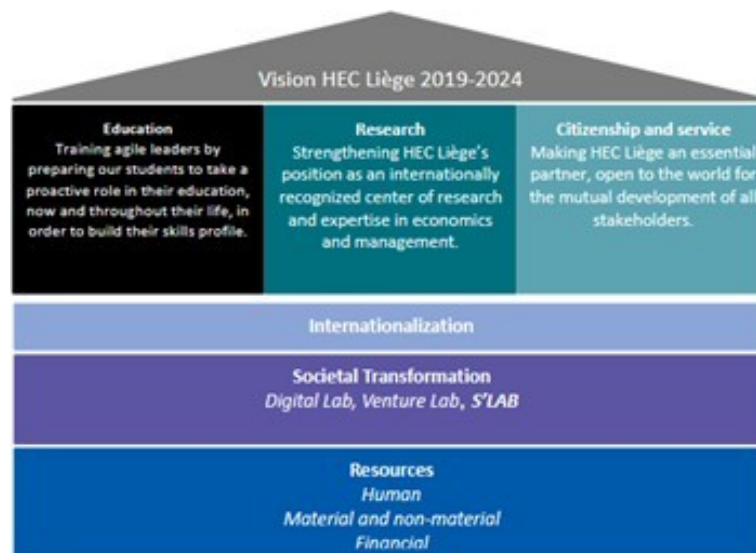 Vision HEC Liège 2019-2024
Education
Training agile leaders by
preparing our students to take a
proactive role in their education,
now and throughout their life, in
order to build their skills profile.
Research
Strengthening HEC Liège's
position as an internationally
recognized center of research
and expertise in economics
and management.
Citizenship and service
Making HEC Liège an essential
partner, open to the world for
the mutual development of all
stakeholders.
Internationalization
Societal Transformation
Digital Lab, Venture Lab, S'LAB
Resources
Human
Material and non-material
Financial